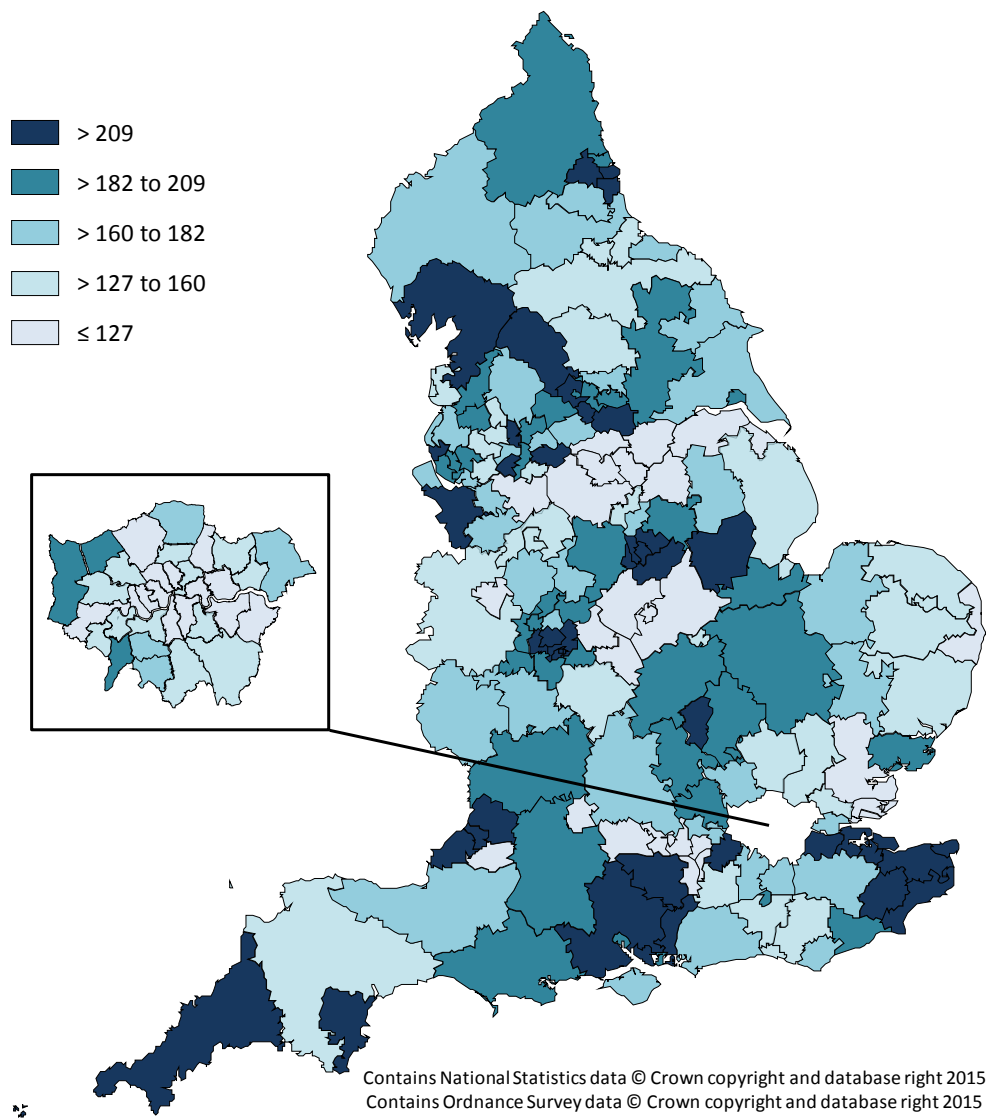 > 209
> 182 to 209
> 160 to 182
> 127 to 160
≤ 127
Contains National Statistics data © Crown copyright and database right 2015
Contains Ordnance Survey data © Crown copyright and database right 2015